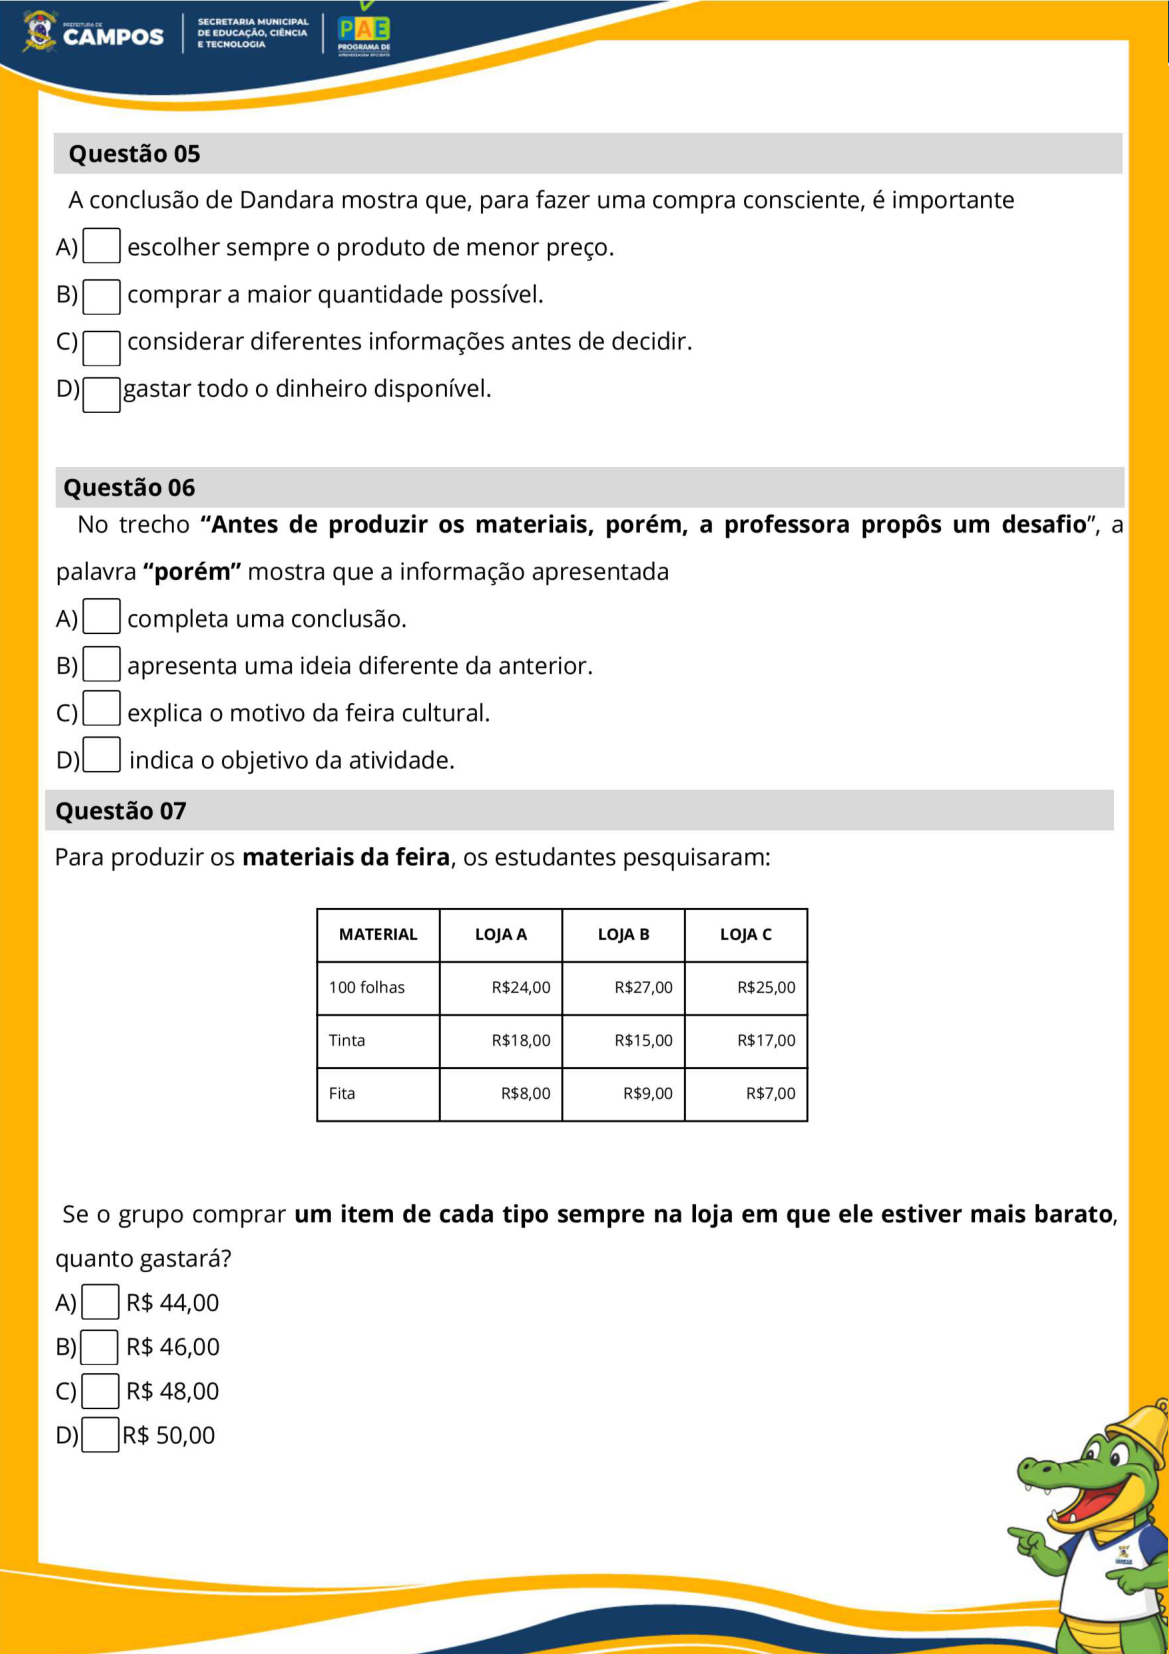 PREFEITURA DE
CAMPOS
SECRETARIA MUNICIPAL
DE EDUCAÇÃO, CIÊNCIA
E TECNOLOGIA
PAE
PROGRAMA DE
APRENDIZAGEM EFICIENTE
Questão 05
A conclusão de Dandara mostra que, para fazer uma compra consciente, é importante
A) escolher sempre o produto de menor preço.
B) comprar a maior quantidade possível.
C) considerar diferentes informações antes de decidir.
D) gastar todo o dinheiro disponível.
Questão 06
No trecho “Antes de produzir os materiais, porém, a professora propôs um desafio”, a
palavra “porém” mostra que a informação apresentada
A) completa uma conclusão.
B) apresenta uma ideia diferente da anterior.
C) explica o motivo da feira cultural.
D) indica o objetivo da atividade.
Questão 07
Para produzir os materiais da feira, os estudantes pesquisaram:
MATERIAL LOJA A LOJA B LOJA C
100 folhas R$24,00 R$27,00 R$25,00
Tinta R$18,00 R$15,00 R$17,00
Fita R$8,00 R$9,00 R$7,00
Se o grupo comprar um item de cada tipo sempre na loja em que ele estiver mais barato,
quanto gastará?
A) R$ 44,00
B) R$ 46,00
C) R$ 48,00
D) R$ 50,00